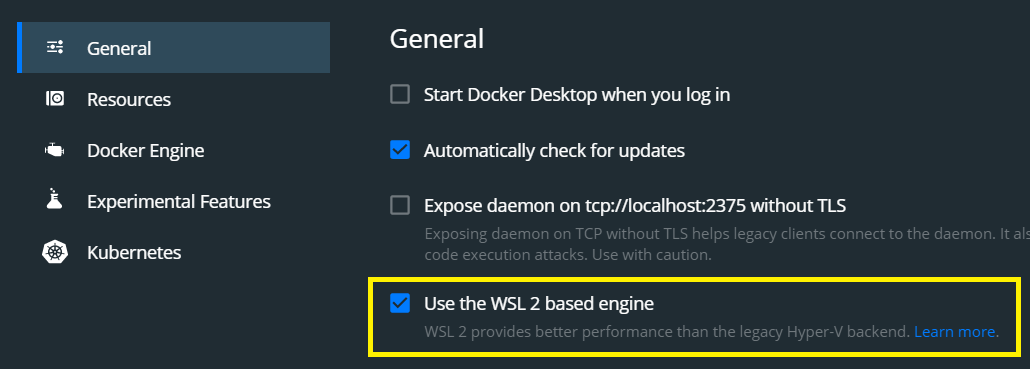 General
Resources
Docker Engine
Experimental Features
Kubernetes
General
Start Docker Desktop when you log in
Automatically check for updates
Expose daemon on tcp://localhost:2375 without TLS
Exposing daemon on TCP without TLS helps legacy clients connect to the daemon. It
code execution attacks. Use with caution.
Use the WSL 2 based engine
WSL 2 provides better performance than the legacy Hyper-V backend. Learn more.